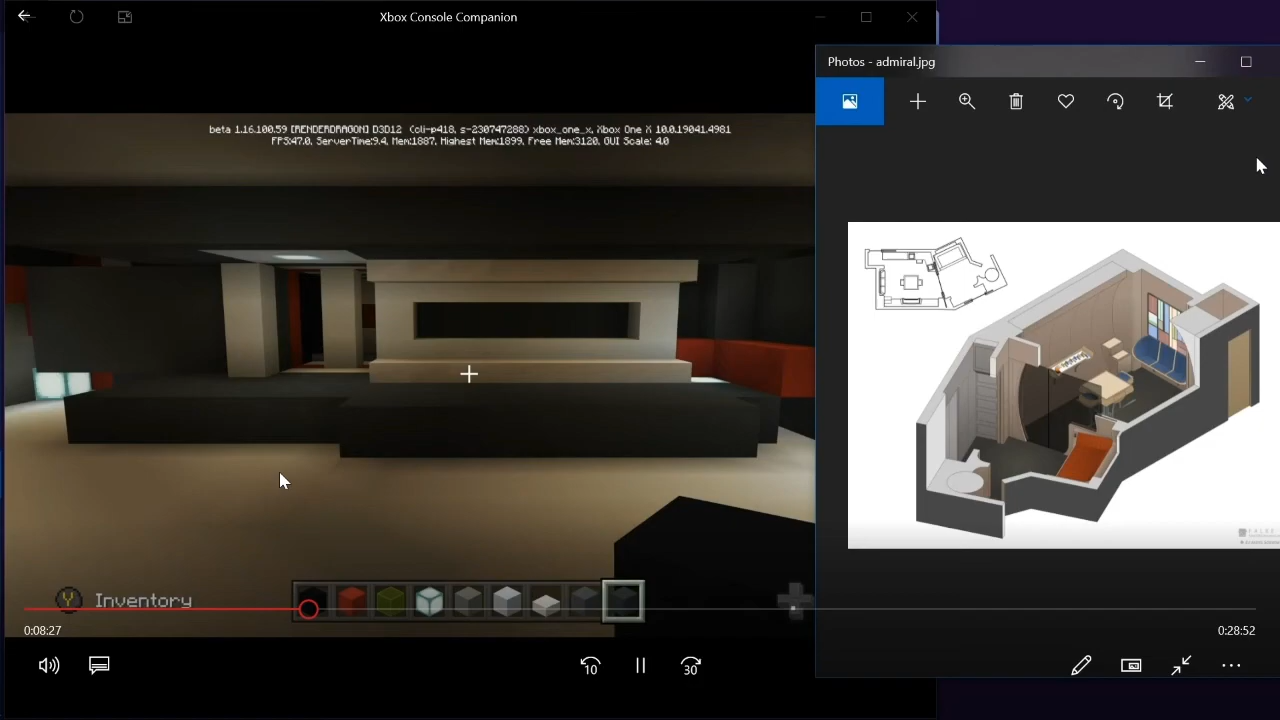 Xbox Console Companion
Photos - admiral.jpg
beta 1.16.100.59 [RENDERDRAGON] D3D12 (cli-p418, s-230747288) xbox_one_x, Xbox One X 10.0.19041.4981
FPS:47.0, ServerTime:9.4, Mem:1887, Highest Mem:1899, Free Mem:3120, GUI Scale: 4.0
Y Inventory
0:08:27
0:28:52
10
30